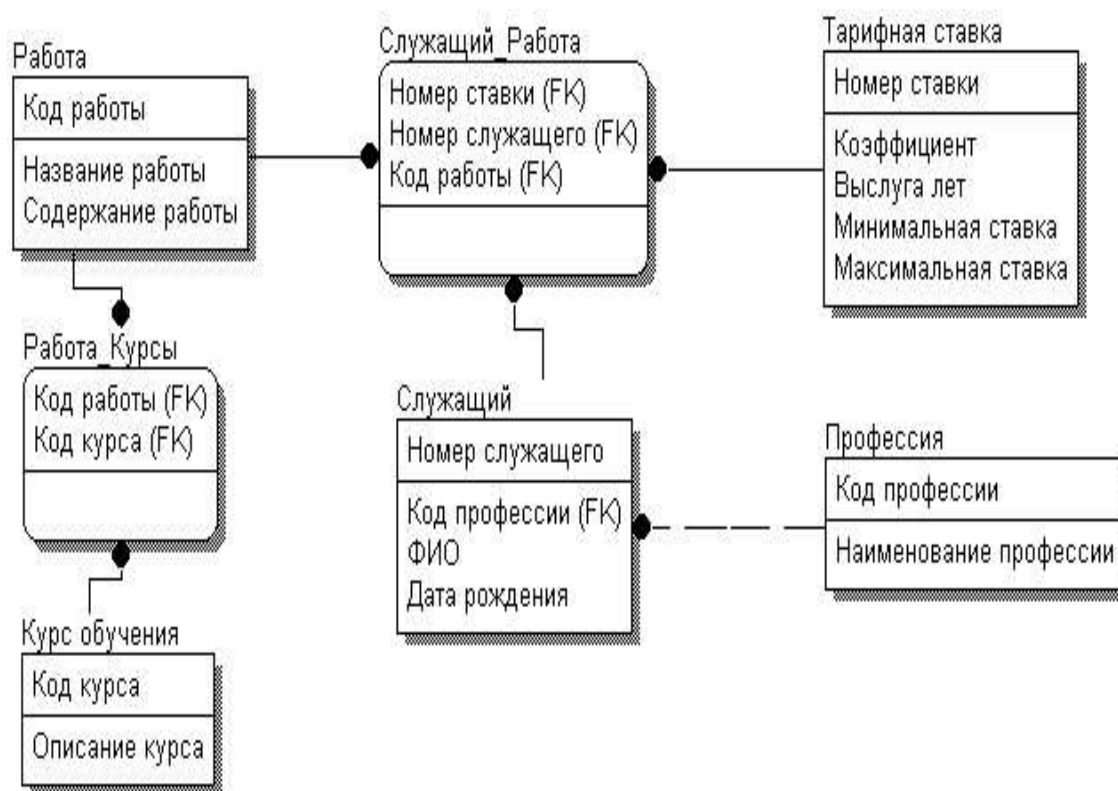 Работа
Код работы
Название работы
Содержание работы
Служащий_Работа
Номер ставки (FK)
Номер служащего (FK)
Код работы (FK)
Тарифная ставка
Номер ставки
Коэффициент
Выслуга лет
Минимальная ставка
Максимальная ставка
Работа_Курсы
Код работы (FK)
Код курса (FK)
Служащий
Номер служащего
Код профессии (FK)
ФИО
Дата рождения
Профессия
Код профессии
Наименование профессии
Курс обучения
Код курса
Описание курса